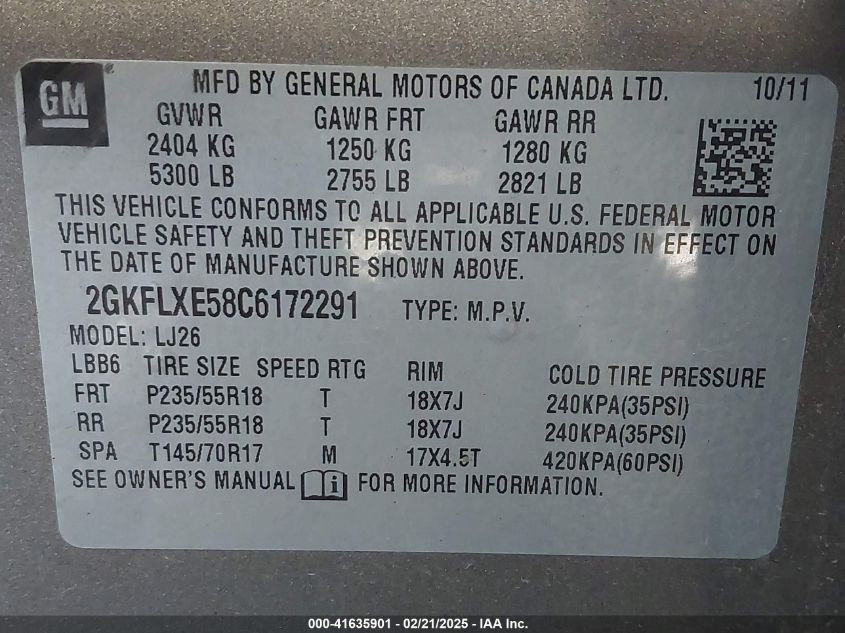 GM
MFD BY GENERAL MOTORS OF CANADA LTD. 10/11
GVWR GAWR FRT GAWR RR
2404 KG 1250 KG 1280 KG
5300 LB 2755 LB 2821 LB
THIS VEHICLE CONFORMS TO ALL APPLICABLE U.S. FEDERAL MOTOR
VEHICLE SAFETY AND THEFT PREVENTION STANDARDS IN EFFECT ON
THE DATE OF MANUFACTURE SHOWN ABOVE.
2GKFLXE58C6172291 TYPE: M.P.V.
MODEL: LJ26
LBB6 TIRE SIZE SPEED RTG RIM COLD TIRE PRESSURE
FRT P235/55R18 T 18X7J 240KPA(35PSI)
RR P235/55R18 T 18X7J 240KPA(35PSI)
SPA T145/70R17 M 17X4.5T 420KPA(60PSI)
SEE OWNER'S MANUAL i FOR MORE INFORMATION.
000-41635901 - 02/21/2025 - IAA Inc.